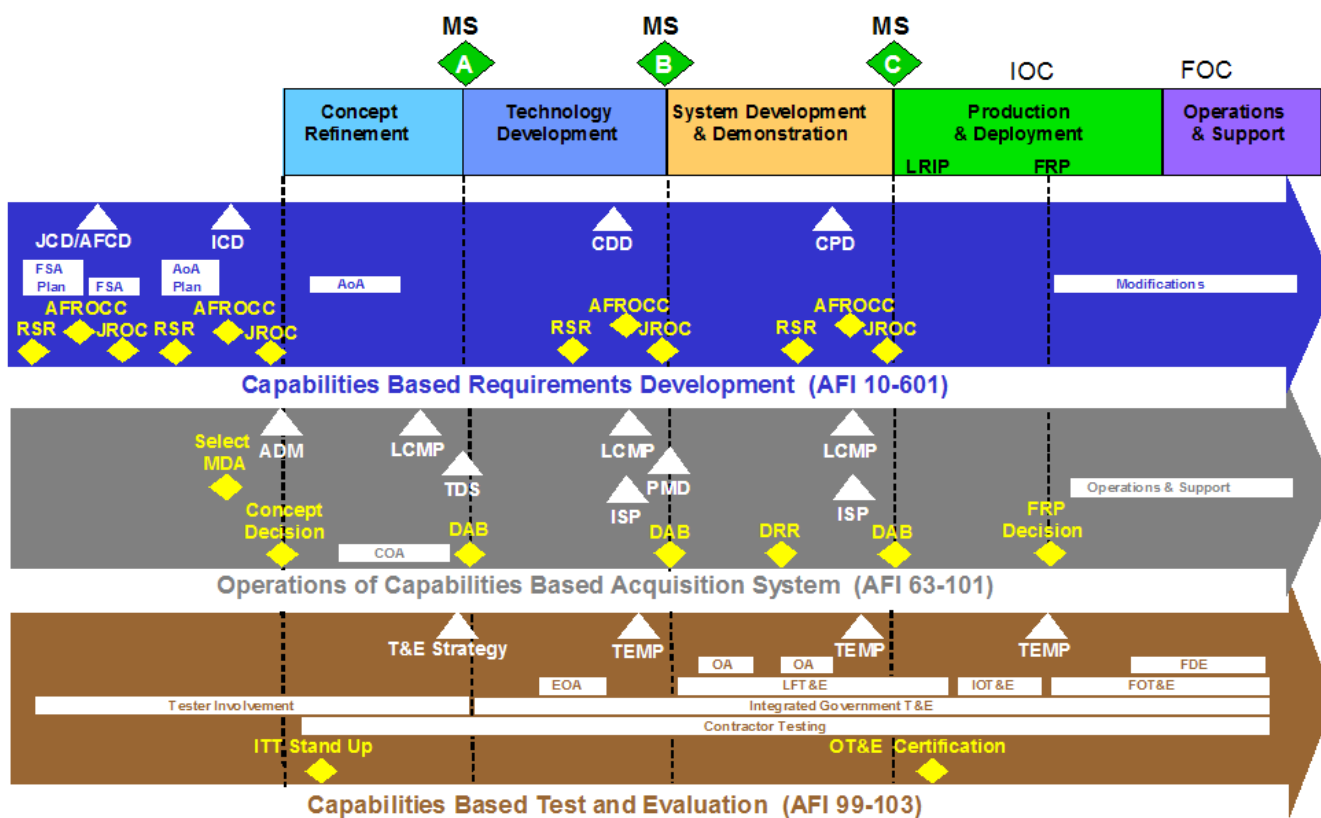 MS MS MS
A B C IOC FOC
Concept
Refinement
Technology
Development
System Development
& Demonstration
Production
& Deployment
LRIP FRP
Operations
& Support
JCD/AFCD ICD CDD CPD
FSA
Plan
FSA
AoA
Plan
AoA
Modifications
AFROCC AFROCC AFROCC AFROCC
RSR JROC RSR JROC RSR JROC RSR JROC
Capabilities Based Requirements Development (AFI 10-601)
Select
MDA
ADM LCMP LCMP LCMP
TDS PMD
ISP ISP
Operations & Support
Concept
Decision
DAB DAB DRR DAB
FRP
Decision
COA
Operations of Capabilities Based Acquisition System (AFI 63-101)
T&E Strategy TEMP TEMP TEMP
OA OA FDE
EOA LFT&E IOT&E FOT&E
Tester Involvement Integrated Government T&E
Contractor Testing
ITT Stand Up OT&E Certification
Capabilities Based Test and Evaluation (AFI 99-103)